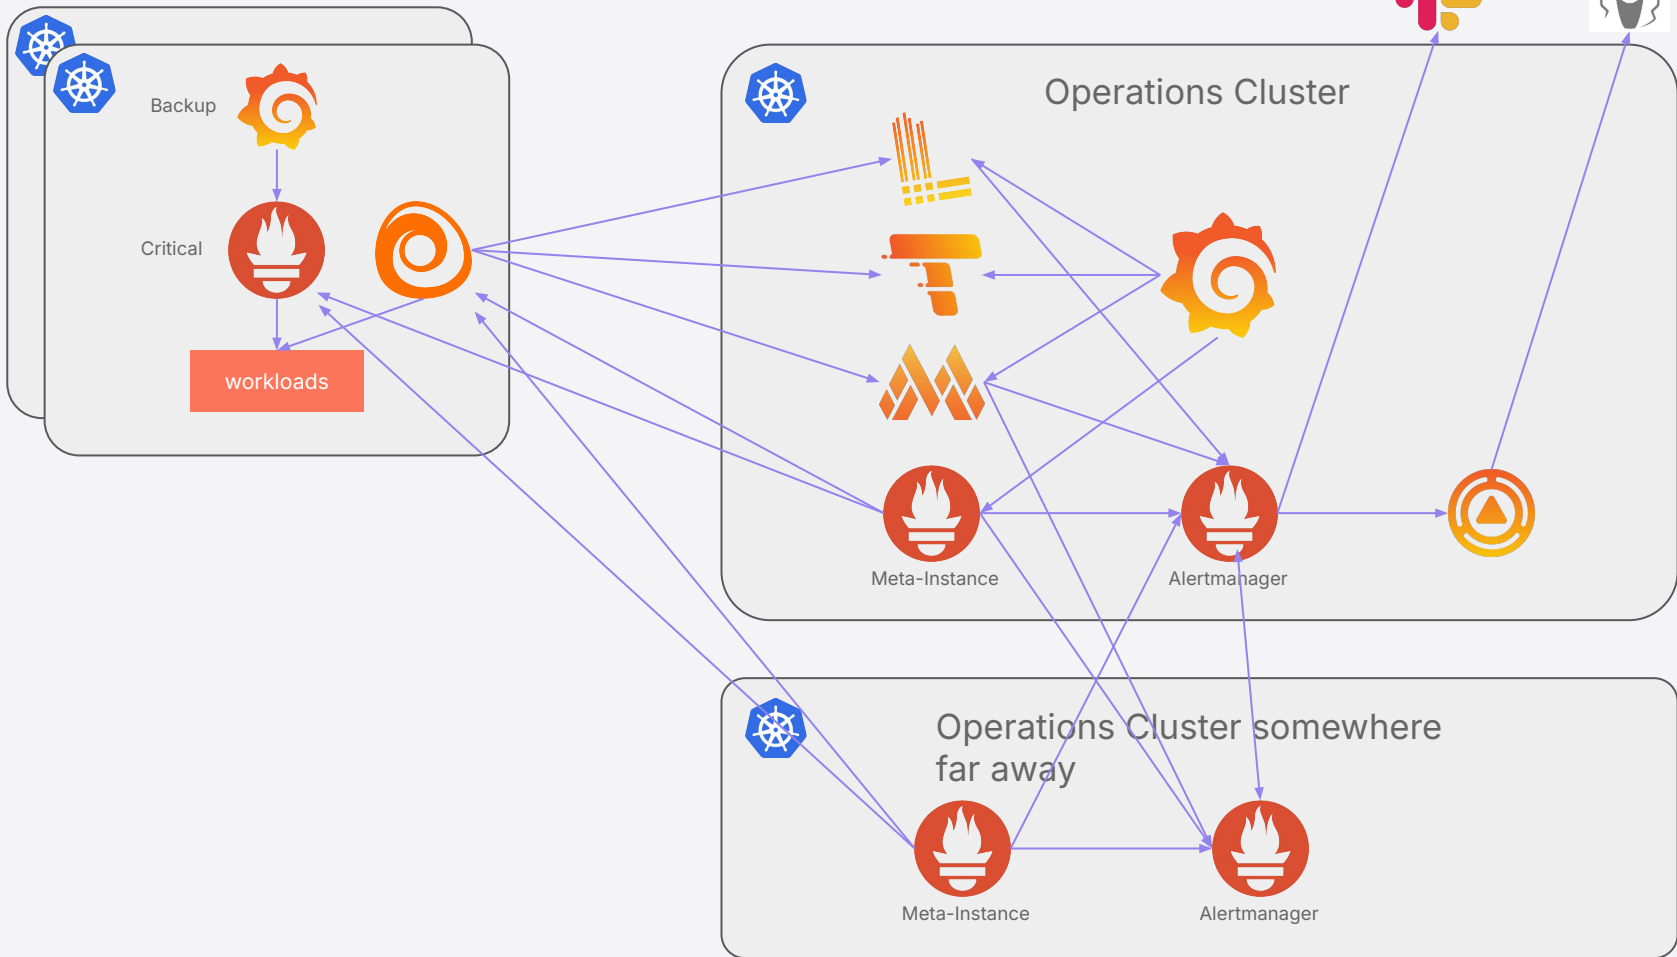 Backup
Critical
workloads
Operations Cluster
Meta-Instance
Alertmanager
Operations Cluster somewhere
far away
Meta-Instance
Alertmanager